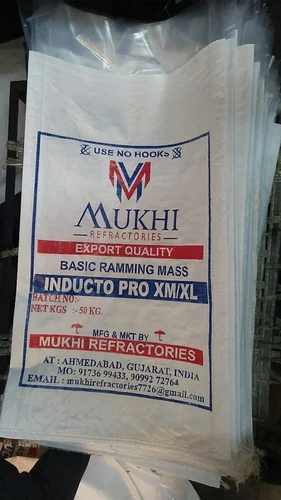 USE NO HOOKS
MUKHI
REFRACTORIES
EXPORT QUALITY
BASIC RAMMING MASS
INDUCTO PRO XM/XL
BATCH NO:-
NET KGS :- 50 KG.
MFG & MKT BY
MUKHI REFRACTORIES
AT : AHMEDABAD, GUJARAT, INDIA
MO: 91736 99433, 90992 72764
EMAIL : mukhirefractories7726@gmail.com